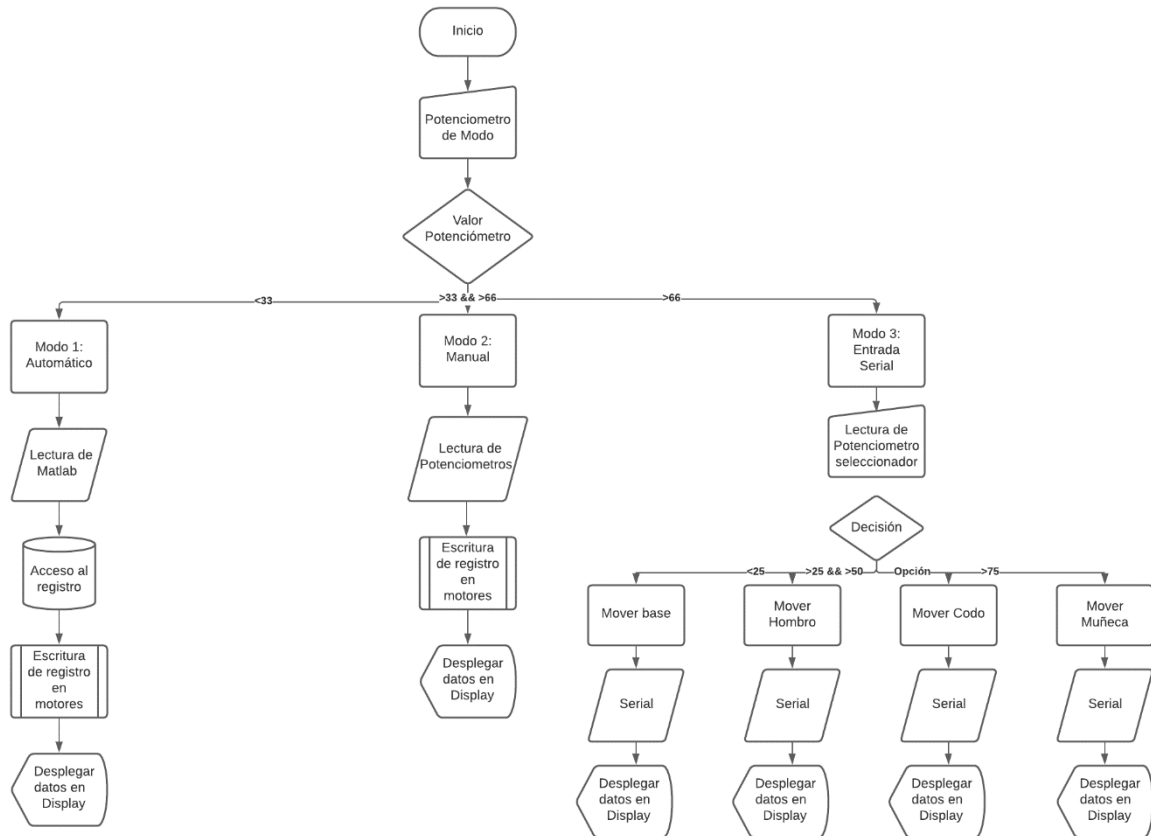 Inicio
Potenciometro
de Modo
Valor
Potenciómetro
<33
>33 && >66
>66
Modo 1:
Automático
Modo 2:
Manual
Modo 3:
Entrada
Serial
Lectura de
Matlab
Lectura de
Potenciometros
Lectura de
Potenciometro
seleccionador
Acceso al
registro
Escritura
de registro
en
motores
Decisión
<25
>25 && >50
Opción
>75
Mover base
Mover
Hombro
Mover Codo
Mover
Muñeca
Escritura
de registro
en
motores
Desplegar
datos en
Display
Serial
Serial
Serial
Serial
Desplegar
datos en
Display
Desplegar
datos en
Display
Desplegar
datos en
Display
Desplegar
datos en
Display
Desplegar
datos en
Display